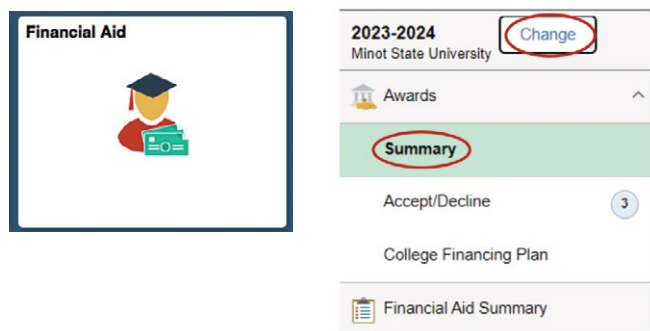 Financial Aid
2023-2024
Change
Minot State University
Awards
Summary
Accept/Decline
3
College Financing Plan
Financial Aid Summary